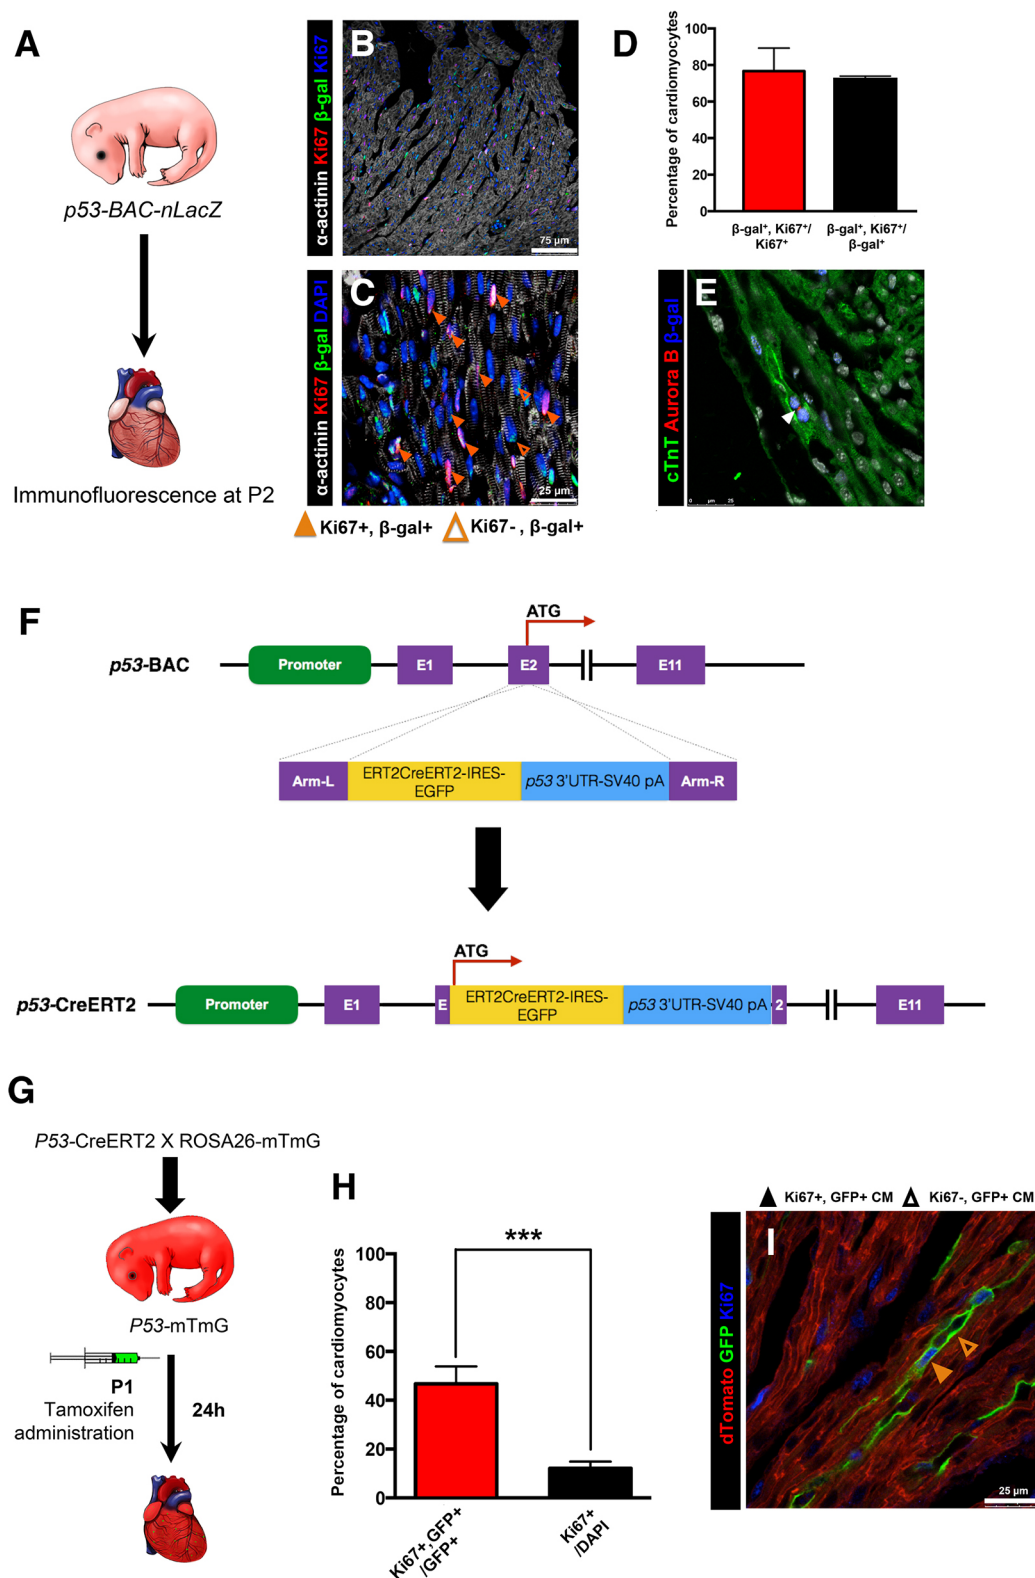 A
p53-BAC-nLacZ
Immunofluorescence at P2
B
α-actinin Ki67 β-gal Ki67
75 µm
C
α-actinin Ki67 β-gal DAPI
25 µm
Ki67+, β-gal+
Ki67- , β-gal+
D
Percentage of cardiomyocytes
100
80
60
40
20
0
β-gal⁺, Ki67⁺/
Ki67⁺
β-gal⁺, Ki67⁺/
β-gal⁺
E
cTnT Aurora B β-gal
0 µm 25
F
p53-BAC
Promoter
E1
ATG
E2
E11
Arm-L
ERT2CreERT2-IRES-
EGFP
p53 3'UTR-SV40 pA
Arm-R
p53-CreERT2
Promoter
E1
ATG
E
ERT2CreERT2-IRES-
EGFP
p53 3'UTR-SV40 pA
2
E11
G
P53-CreERT2 X ROSA26-mTmG
P53-mTmG
P1
Tamoxifen
administration
24h
H
Percentage of cardiomyocytes
100
80
60
40
20
0
***
Ki67+,GFP+
/GFP+
Ki67+
/DAPI
Ki67+, GFP+ CM
Ki67-, GFP+ CM
I
dTomato GFP Ki67
25 µm